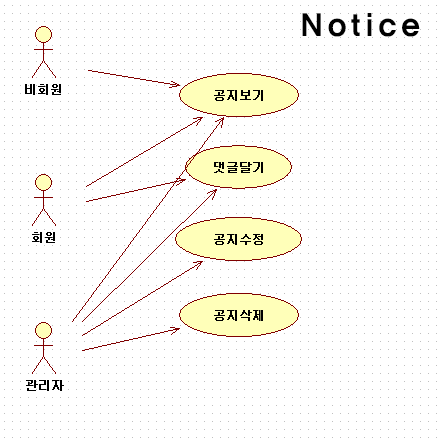 Notice
비회원
공지보기
댓글달기
회원
공지수정
공지삭제
관리자